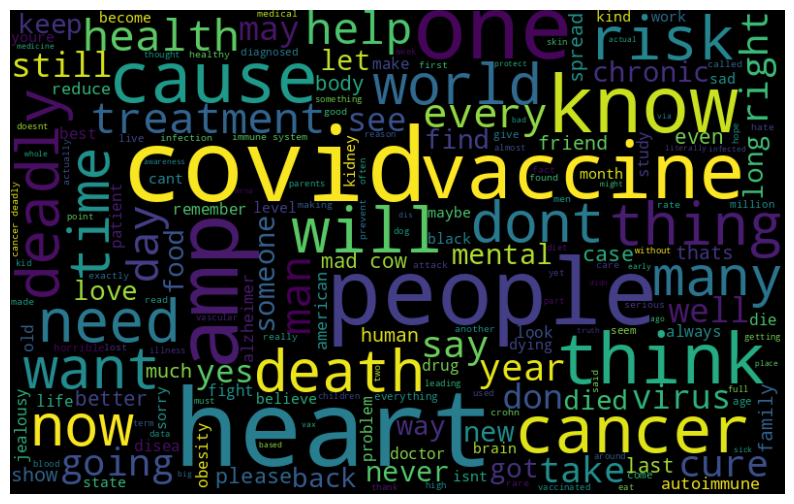 keep
become
medical
youre
medicine
health
thought
healthy
diagnosed
may
help
week
one
skin
kind
actual
work
called
risk
protect
spread
long right
still
reduce
cause
let
body
something
world
make
first
good
chronic
sad
via
hope
hate
know
deadly
doesnt
best
actually
treatment
live
infection
immune system
see
reason
every
find
bad
give
almost
friend
study
even
literally
infected
whole
time
patient
cant
awareness
covid
kidney
often
vaccine
fact
found
month
might
cancer deadly
point
day
remember
parents
making
level
prevent
dis
dog
maybe
black
men
dont
rate
million
thing
kid
exactly
food
amp
someone
will
mad cow
mental
diet
case
without
thats
made
read
love
alzheimer
man
american
attack
yet
care
early
serious
many
old
need
vascular
people
part
truth
ago
well
die
horrible
lost
illness
really
human
another
look
dying
seem
always
getting
want
much
yes
death
two
say
drug
year
think
place
said
jealousy
life
better
sorry
fight
children
believe
everything
leading
used
crohn
don
died
virus
full
age
family
now
disea
must
obesity
term
data
based
vax
problem
way
new
brain
heart
cancer
around
sick
show
going
state
blood
big
please
back
doctor
never
thank
high
isnt
got
rare
take
vaccinated
last
eat
come
cure
autoimmune